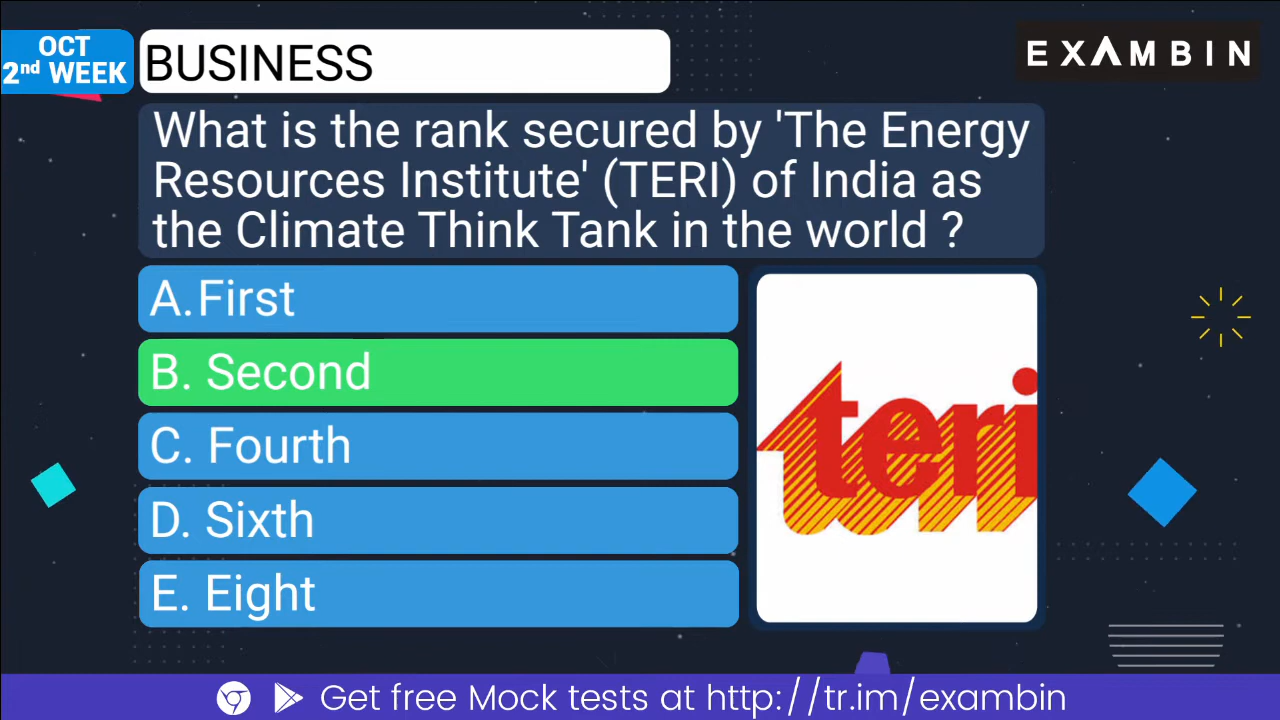 OCT
2nd WEEK
BUSINESS
EXAMBIN
What is the rank secured by 'The Energy
Resources Institute' (TERI) of India as
the Climate Think Tank in the world ?
A.First
B. Second
C. Fourth
D. Sixth
E. Eight
teri
Get free Mock tests at http://tr.im/exambin